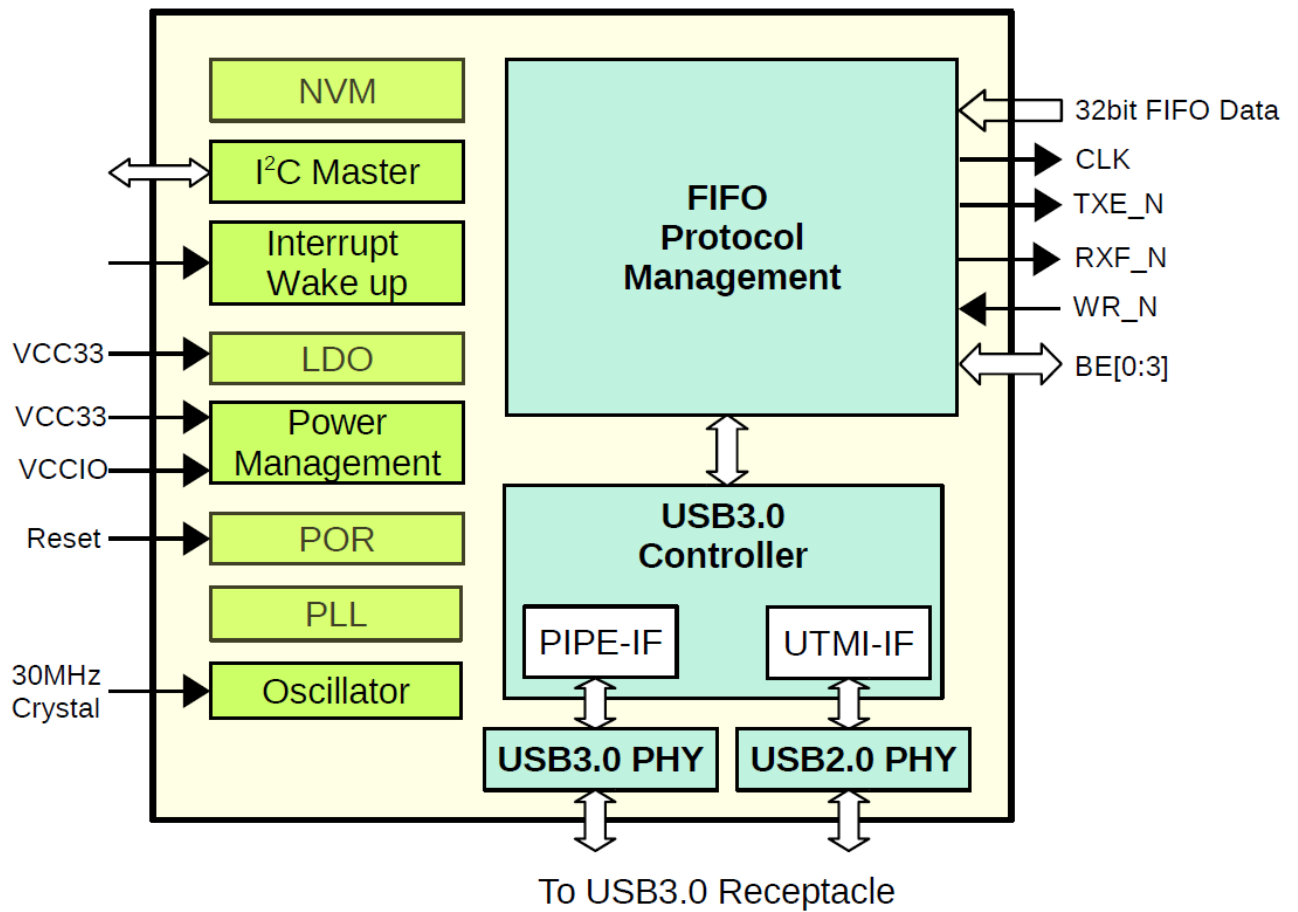 NVM
I²C Master
Interrupt
Wake up
VCC33
LDO
VCC33
Power
Management
VCCIO
Reset
POR
PLL
30MHz
Crystal
Oscillator
FIFO
Protocol
Management
32bit FIFO Data
CLK
TXE_N
RXF_N
WR_N
BE[0:3]
USB3.0
Controller
PIPE-IF
UTMI-IF
USB3.0 PHY
USB2.0 PHY
To USB3.0 Receptacle